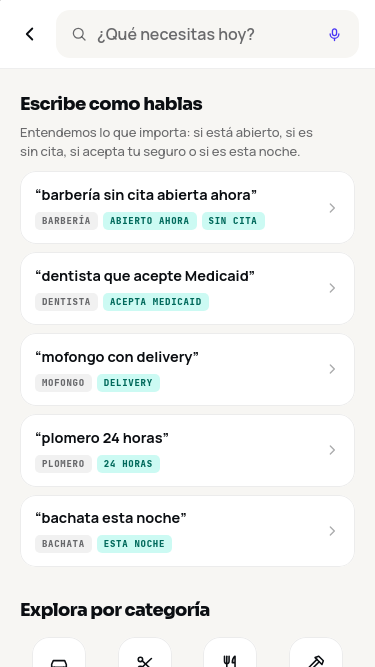 ¿Qué necesitas hoy?
Escribe como hablas
Entendemos lo que importa: si está abierto, si es
sin cita, si acepta tu seguro o si es esta noche.
“barbería sin cita abierta ahora”
BARBERÍA ABIERTO AHORA SIN CITA
“dentista que acepte Medicaid”
DENTISTA ACEPTA MEDICAID
“mofongo con delivery”
MOFONGO DELIVERY
“plomero 24 horas”
PLOMERO 24 HORAS
“bachata esta noche”
BACHATA ESTA NOCHE
Explora por categoría